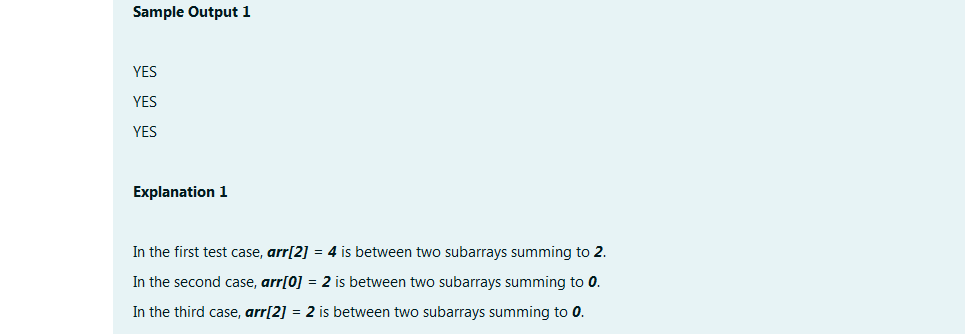 Sample Output 1
YES
YES
YES
Explanation 1
In the first test case, arr[2] = 4 is between two subarrays summing to 2.
In the second case, arr[0] = 2 is between two subarrays summing to 0.
In the third case, arr[2] = 2 is between two subarrays summing to 0.